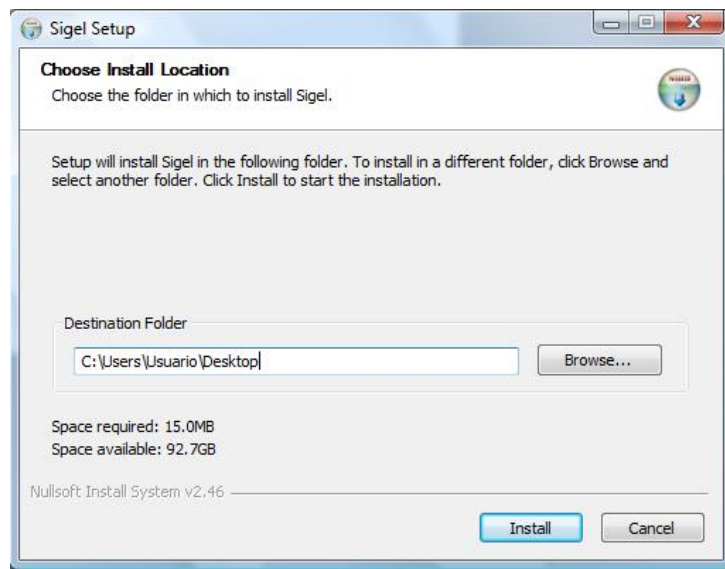 Sigel Setup
Choose Install Location
Choose the folder in which to install Sigel.
Setup will install Sigel in the following folder. To install in a different folder, click Browse and
select another folder. Click Install to start the installation.
Destination Folder
C:\Users\Usuario\Desktop
Browse...
Space required: 15.0MB
Space available: 92.7GB
Nullsoft Install System v2.46
Install
Cancel